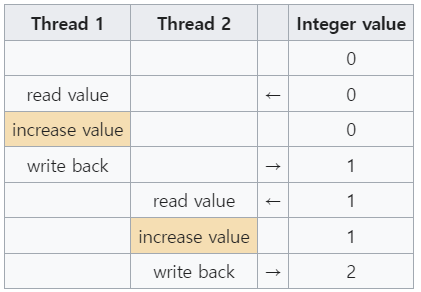 Thread 1 Thread 2 Integer value
0
read value ← 0
increase value 0
write back → 1
read value ← 1
increase value 1
write back → 2